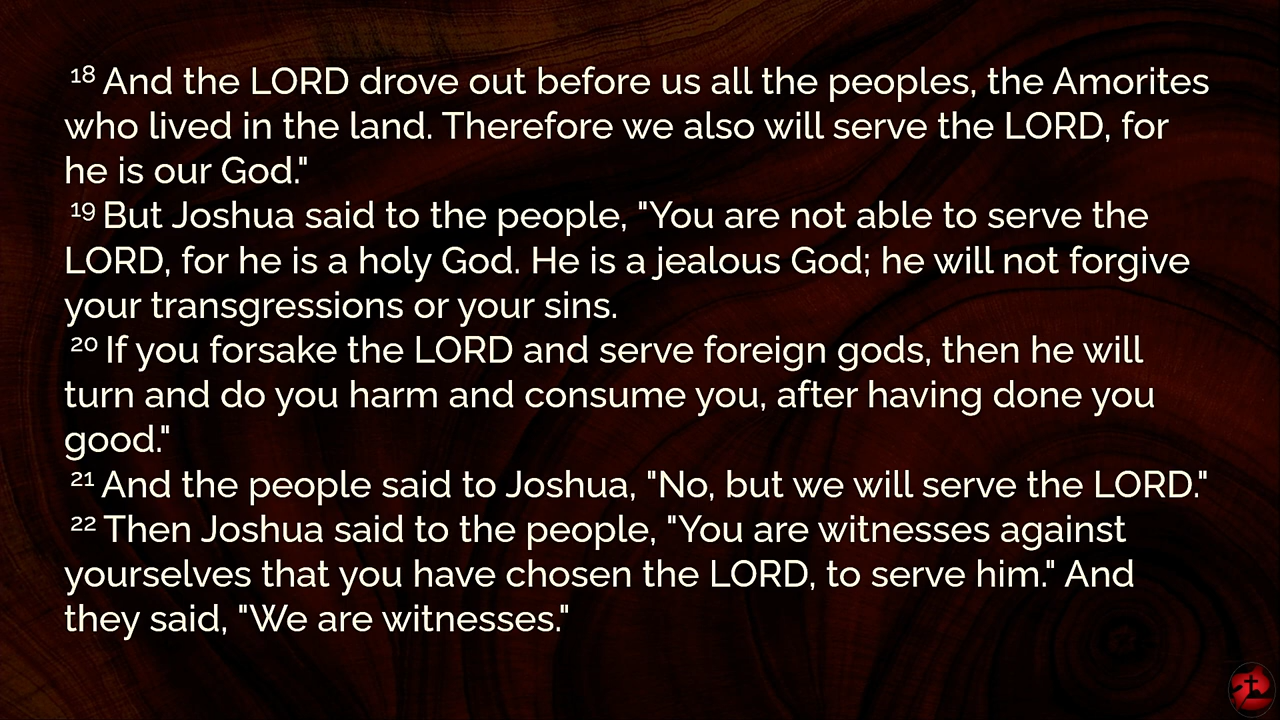 18 And the LORD drove out before us all the peoples, the Amorites
who lived in the land. Therefore we also will serve the LORD, for
he is our God."
19 But Joshua said to the people, "You are not able to serve the
LORD, for he is a holy God. He is a jealous God; he will not forgive
your transgressions or your sins.
20 If you forsake the LORD and serve foreign gods, then he will
turn and do you harm and consume you, after having done you
good."
21 And the people said to Joshua, "No, but we will serve the LORD."
22 Then Joshua said to the people, "You are witnesses against
yourselves that you have chosen the LORD, to serve him." And
they said, "We are witnesses."